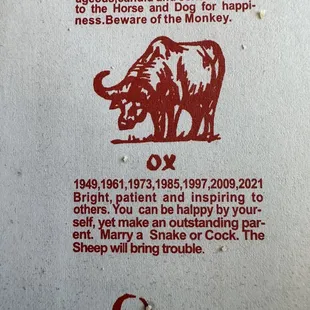 to the Horse and Dog for happi-
ness.Beware of the Monkey.
OX
1949,1961,1973,1985,1997,2009,2021
Bright, patient and inspiring to
others. You can be halppy by your-
self, yet make an outstanding par-
ent. Marry a Snake or Cock. The
Sheep will bring trouble.